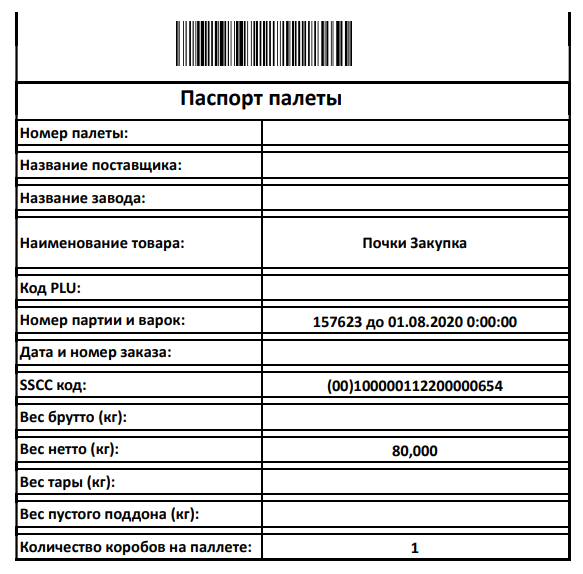 Паспорт палеты
Номер палеты:
Название поставщика:
Название завода:
Наименование товара: Почки Закупка
Код PLU:
Номер партии и варок: 157623 до 01.08.2020 0:00:00
Дата и номер заказа:
SSCC код: (00)100000112200000654
Вес брутто (кг):
Вес нетто (кг): 80,000
Вес тары (кг):
Вес пустого поддона (кг):
Количество коробов на паллете: 1